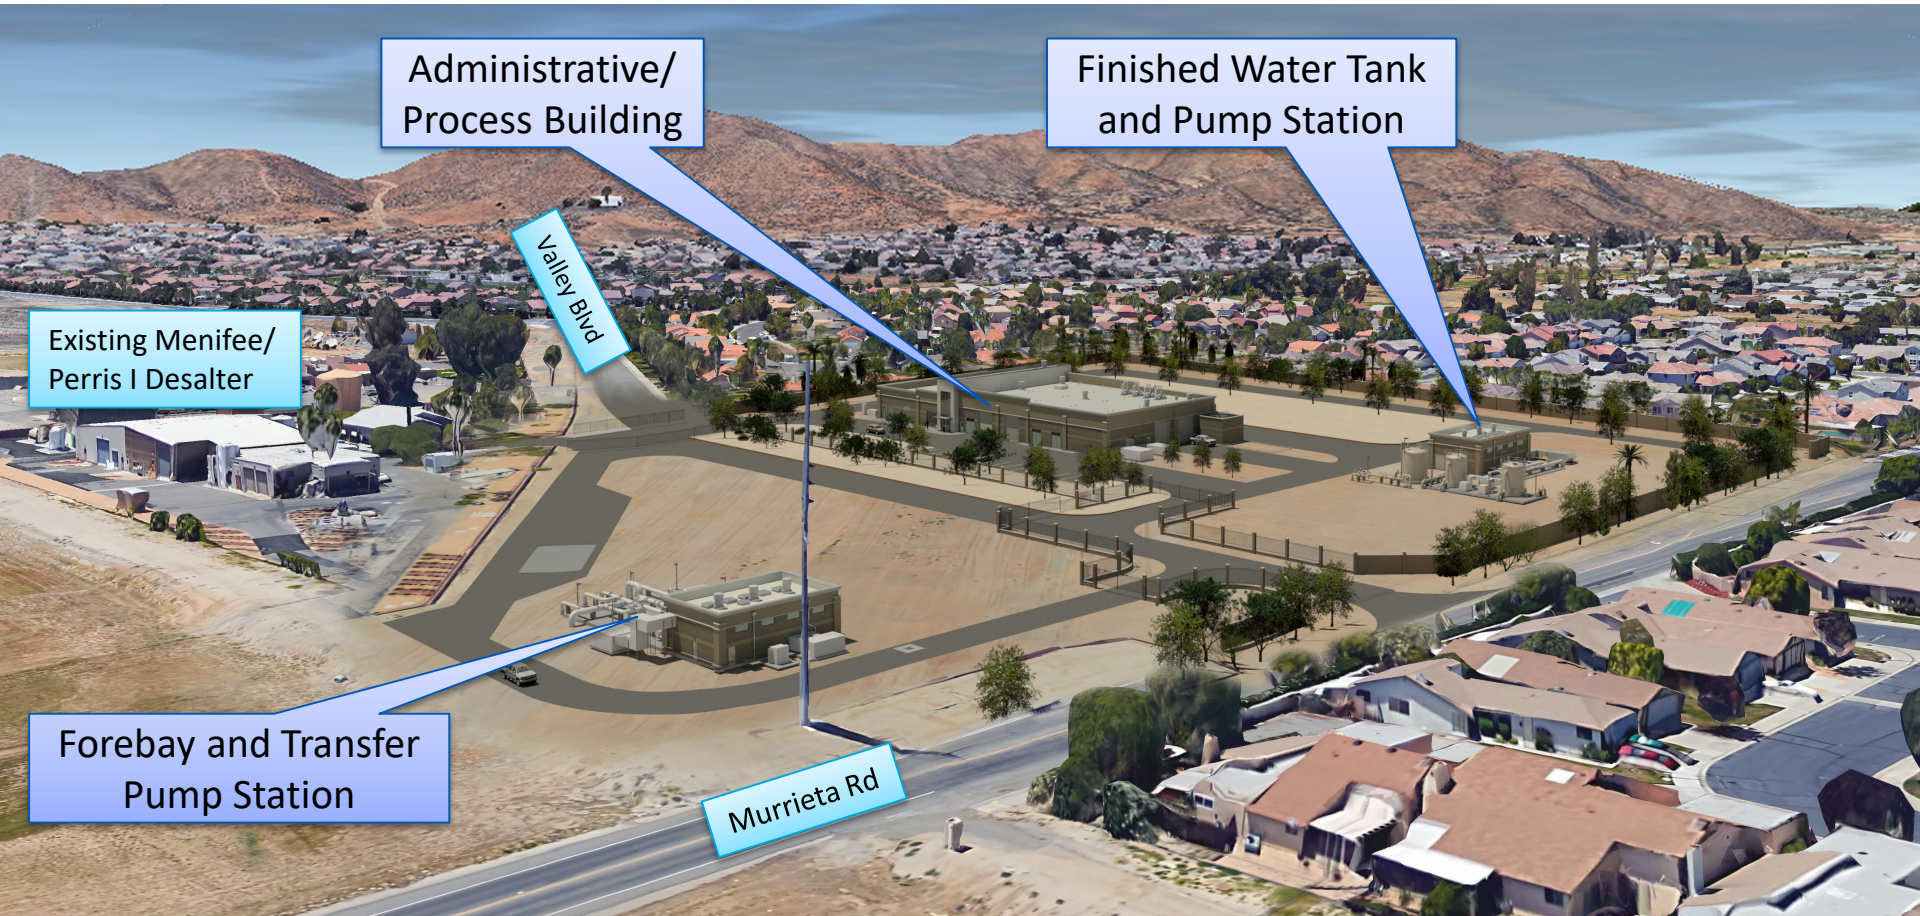 Administrative/
Process Building
Finished Water Tank
and Pump Station
Valley Blvd
Existing Menifee/
Perris I Desalter
Forebay and Transfer
Pump Station
Murrieta Rd